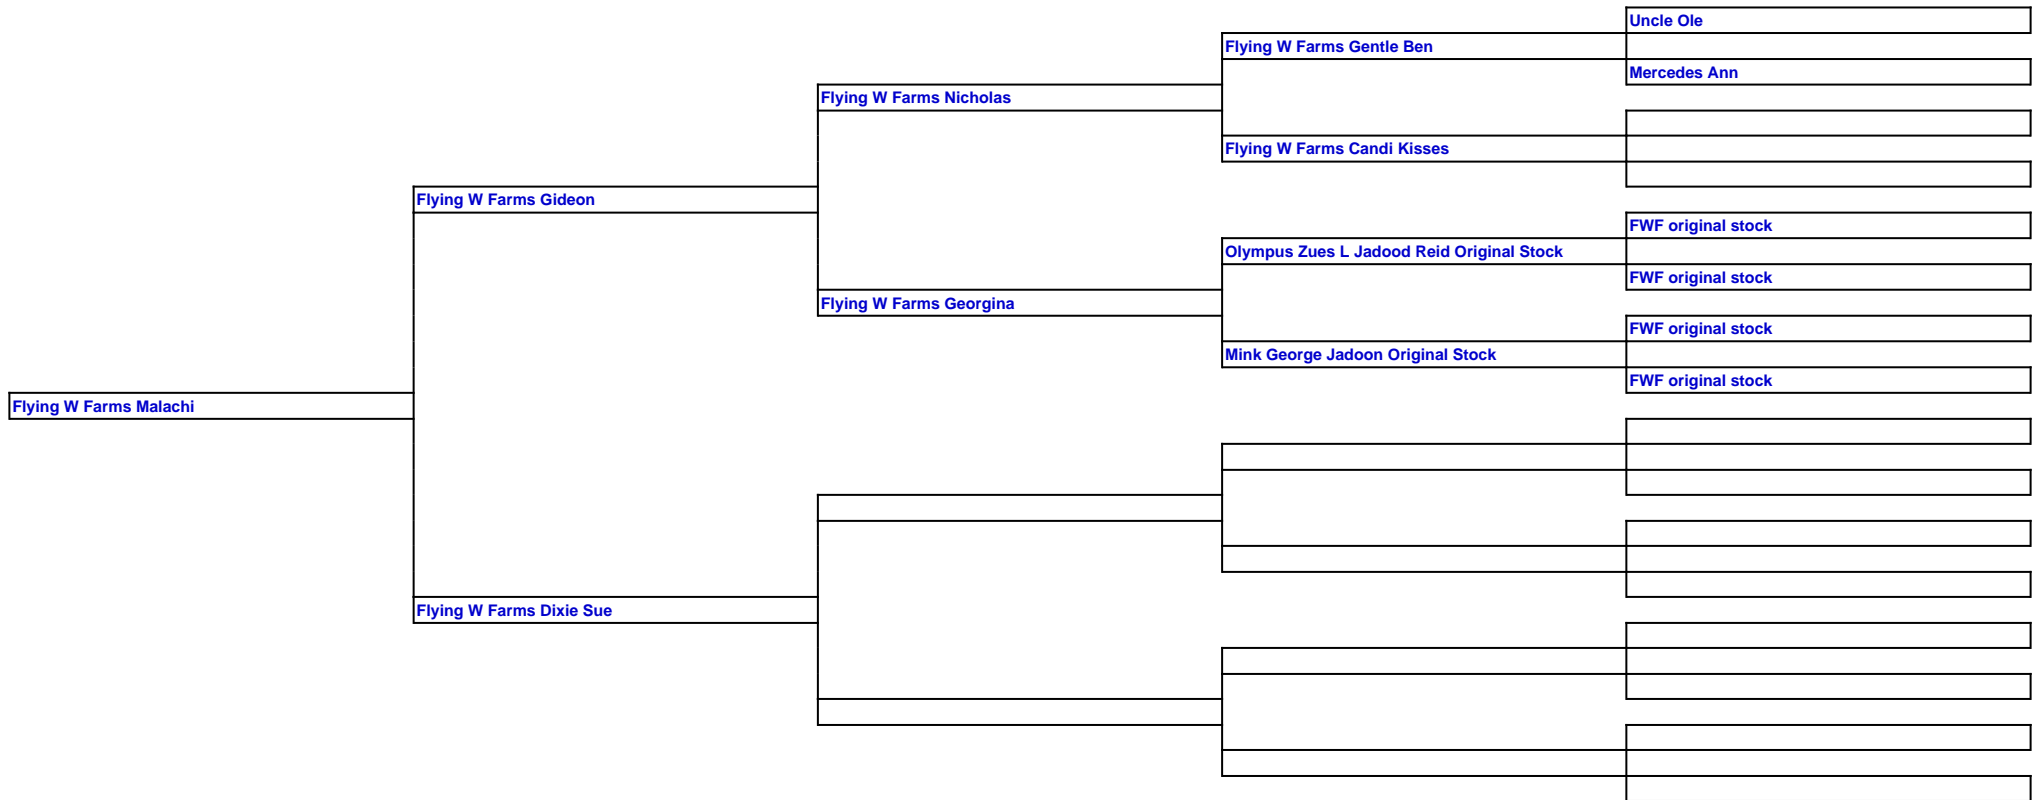 Uncle Ole
Flying W Farms Gentle Ben
Mercedes Ann
Flying W Farms Nicholas
Flying W Farms Candi Kisses
Flying W Farms Gideon
FWF original stock
Olympus Zues L Jadood Reid Original Stock
FWF original stock
Flying W Farms Georgina
FWF original stock
Mink George Jadoon Original Stock
FWF original stock
Flying W Farms Malachi
Flying W Farms Dixie Sue